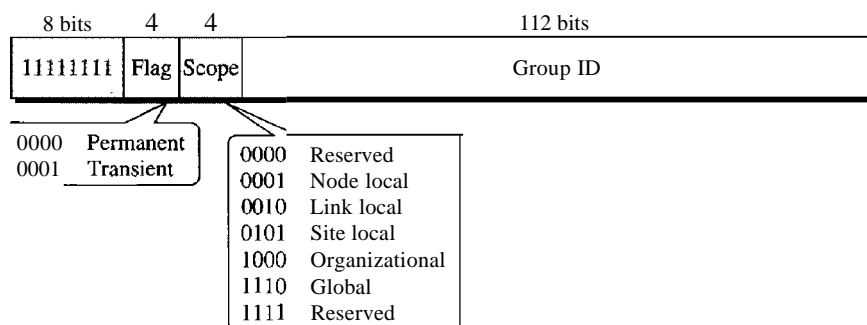 8 bits 4 4 112 bits
11111111 Flag Scope Group ID
0000 Permanent
0001 Transient
0000 Reserved
0001 Node local
0010 Link local
0101 Site local
1000 Organizational
1110 Global
1111 Reserved